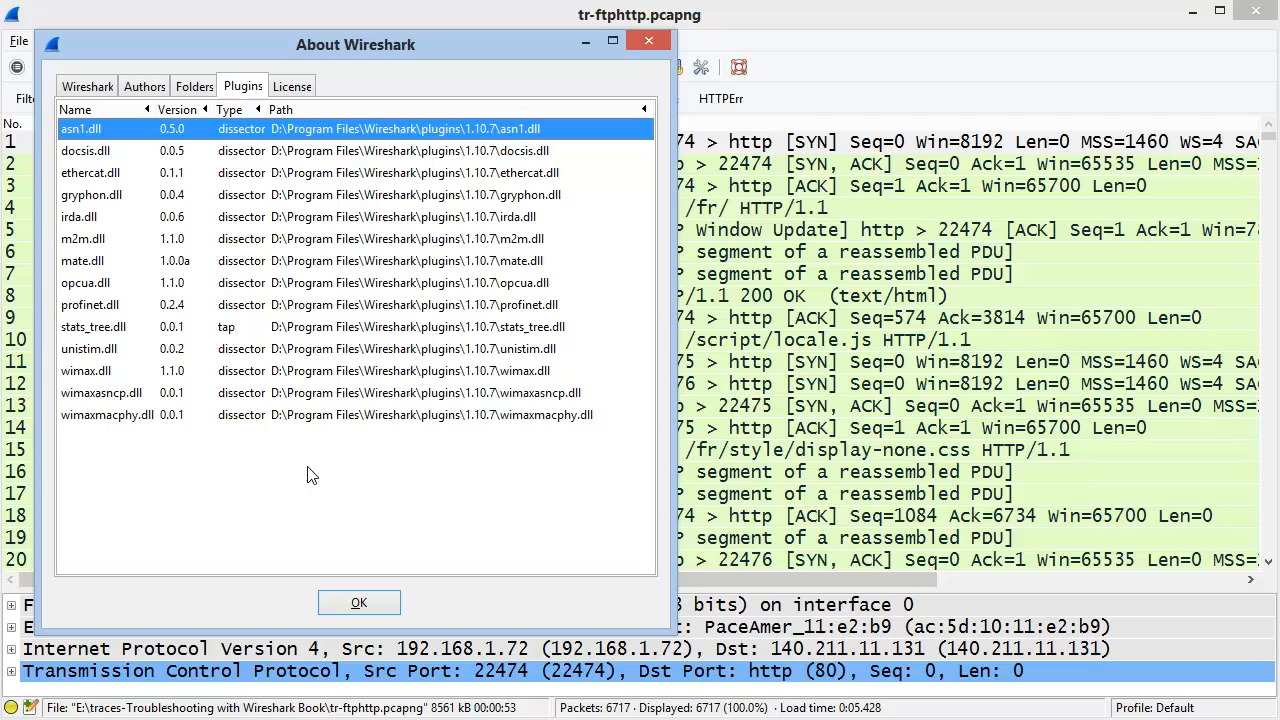 tr-ftphttp.pcapng
File
About Wireshark
Wireshark Authors Folders Plugins License
HTTPErr
Name Version Type Path
asn1.dll 0.5.0 dissector D:\Program Files\Wireshark\plugins\1.10.7\asn1.dll
docsis.dll 0.0.5 dissector D:\Program Files\Wireshark\plugins\1.10.7\docsis.dll
ethercat.dll 0.1.1 dissector D:\Program Files\Wireshark\plugins\1.10.7\ethercat.dll
gryphon.dll 0.0.4 dissector D:\Program Files\Wireshark\plugins\1.10.7\gryphon.dll
irda.dll 0.0.6 dissector D:\Program Files\Wireshark\plugins\1.10.7\irda.dll
m2m.dll 1.1.0 dissector D:\Program Files\Wireshark\plugins\1.10.7\m2m.dll
mate.dll 1.0.0a dissector D:\Program Files\Wireshark\plugins\1.10.7\mate.dll
opcua.dll 1.1.0 dissector D:\Program Files\Wireshark\plugins\1.10.7\opcua.dll
profinet.dll 0.2.4 dissector D:\Program Files\Wireshark\plugins\1.10.7\profinet.dll
stats_tree.dll 0.0.1 tap D:\Program Files\Wireshark\plugins\1.10.7\stats_tree.dll
unistim.dll 0.0.2 dissector D:\Program Files\Wireshark\plugins\1.10.7\unistim.dll
wimax.dll 1.1.0 dissector D:\Program Files\Wireshark\plugins\1.10.7\wimax.dll
wimaxasncp.dll 0.0.1 dissector D:\Program Files\Wireshark\plugins\1.10.7\wimaxasncp.dll
wimaxmacphy.dll 0.0.1 dissector D:\Program Files\Wireshark\plugins\1.10.7\wimaxmacphy.dll
OK
No.
1 74 > http [SYN] Seq=0 Win=8192 Len=0 MSS=1460 WS=4 SA
2 > 22474 [SYN, ACK] Seq=0 Ack=1 Win=65535 Len=0 MSS=
3 74 > http [ACK] Seq=1 Ack=1 Win=65700 Len=0
4 /fr/ HTTP/1.1
5 Window Update] http > 22474 [ACK] Seq=1 Ack=1 Win=
6 segment of a reassembled PDU]
7 segment of a reassembled PDU]
8 /1.1 200 OK (text/html)
9 74 > http [ACK] Seq=574 Ack=3814 Win=65700 Len=0
10 /script/locale.js HTTP/1.1
11 75 > http [SYN] Seq=0 Win=8192 Len=0 MSS=1460 WS=4 SA
12 76 > http [SYN] Seq=0 Win=8192 Len=0 MSS=1460 WS=4 SA
13 > 22475 [SYN, ACK] Seq=0 Ack=1 Win=65535 Len=0 MSS=
14 75 > http [ACK] Seq=1 Ack=1 Win=65700 Len=0
15 /fr/style/display-none.css HTTP/1.1
16 segment of a reassembled PDU]
17 segment of a reassembled PDU]
18 74 > http [ACK] Seq=1084 Ack=6734 Win=65700 Len=0
19 segment of a reassembled PDU]
20 > 22476 [SYN, ACK] Seq=0 Ack=1 Win=65535 Len=0 MSS=
F bits) on interface 0
E : PaceAmer_11:e2:b9 (ac:5d:10:11:e2:b9)
Internet Protocol Version 4, Src: 192.168.1.72 (192.168.1.72), Dst: 140.211.11.131 (140.211.11.131)
Transmission Control Protocol, Src Port: 22474 (22474), Dst Port: http (80), Seq: 0, Len: 0
File: "E:\traces-Troubleshooting with Wireshark Book\tr-ftphttp.pcapng" 8561 kB 00:00:53 Packets: 6717 · Displayed: 6717 (100.0%) · Load time: 0:05.428 Profile: Default